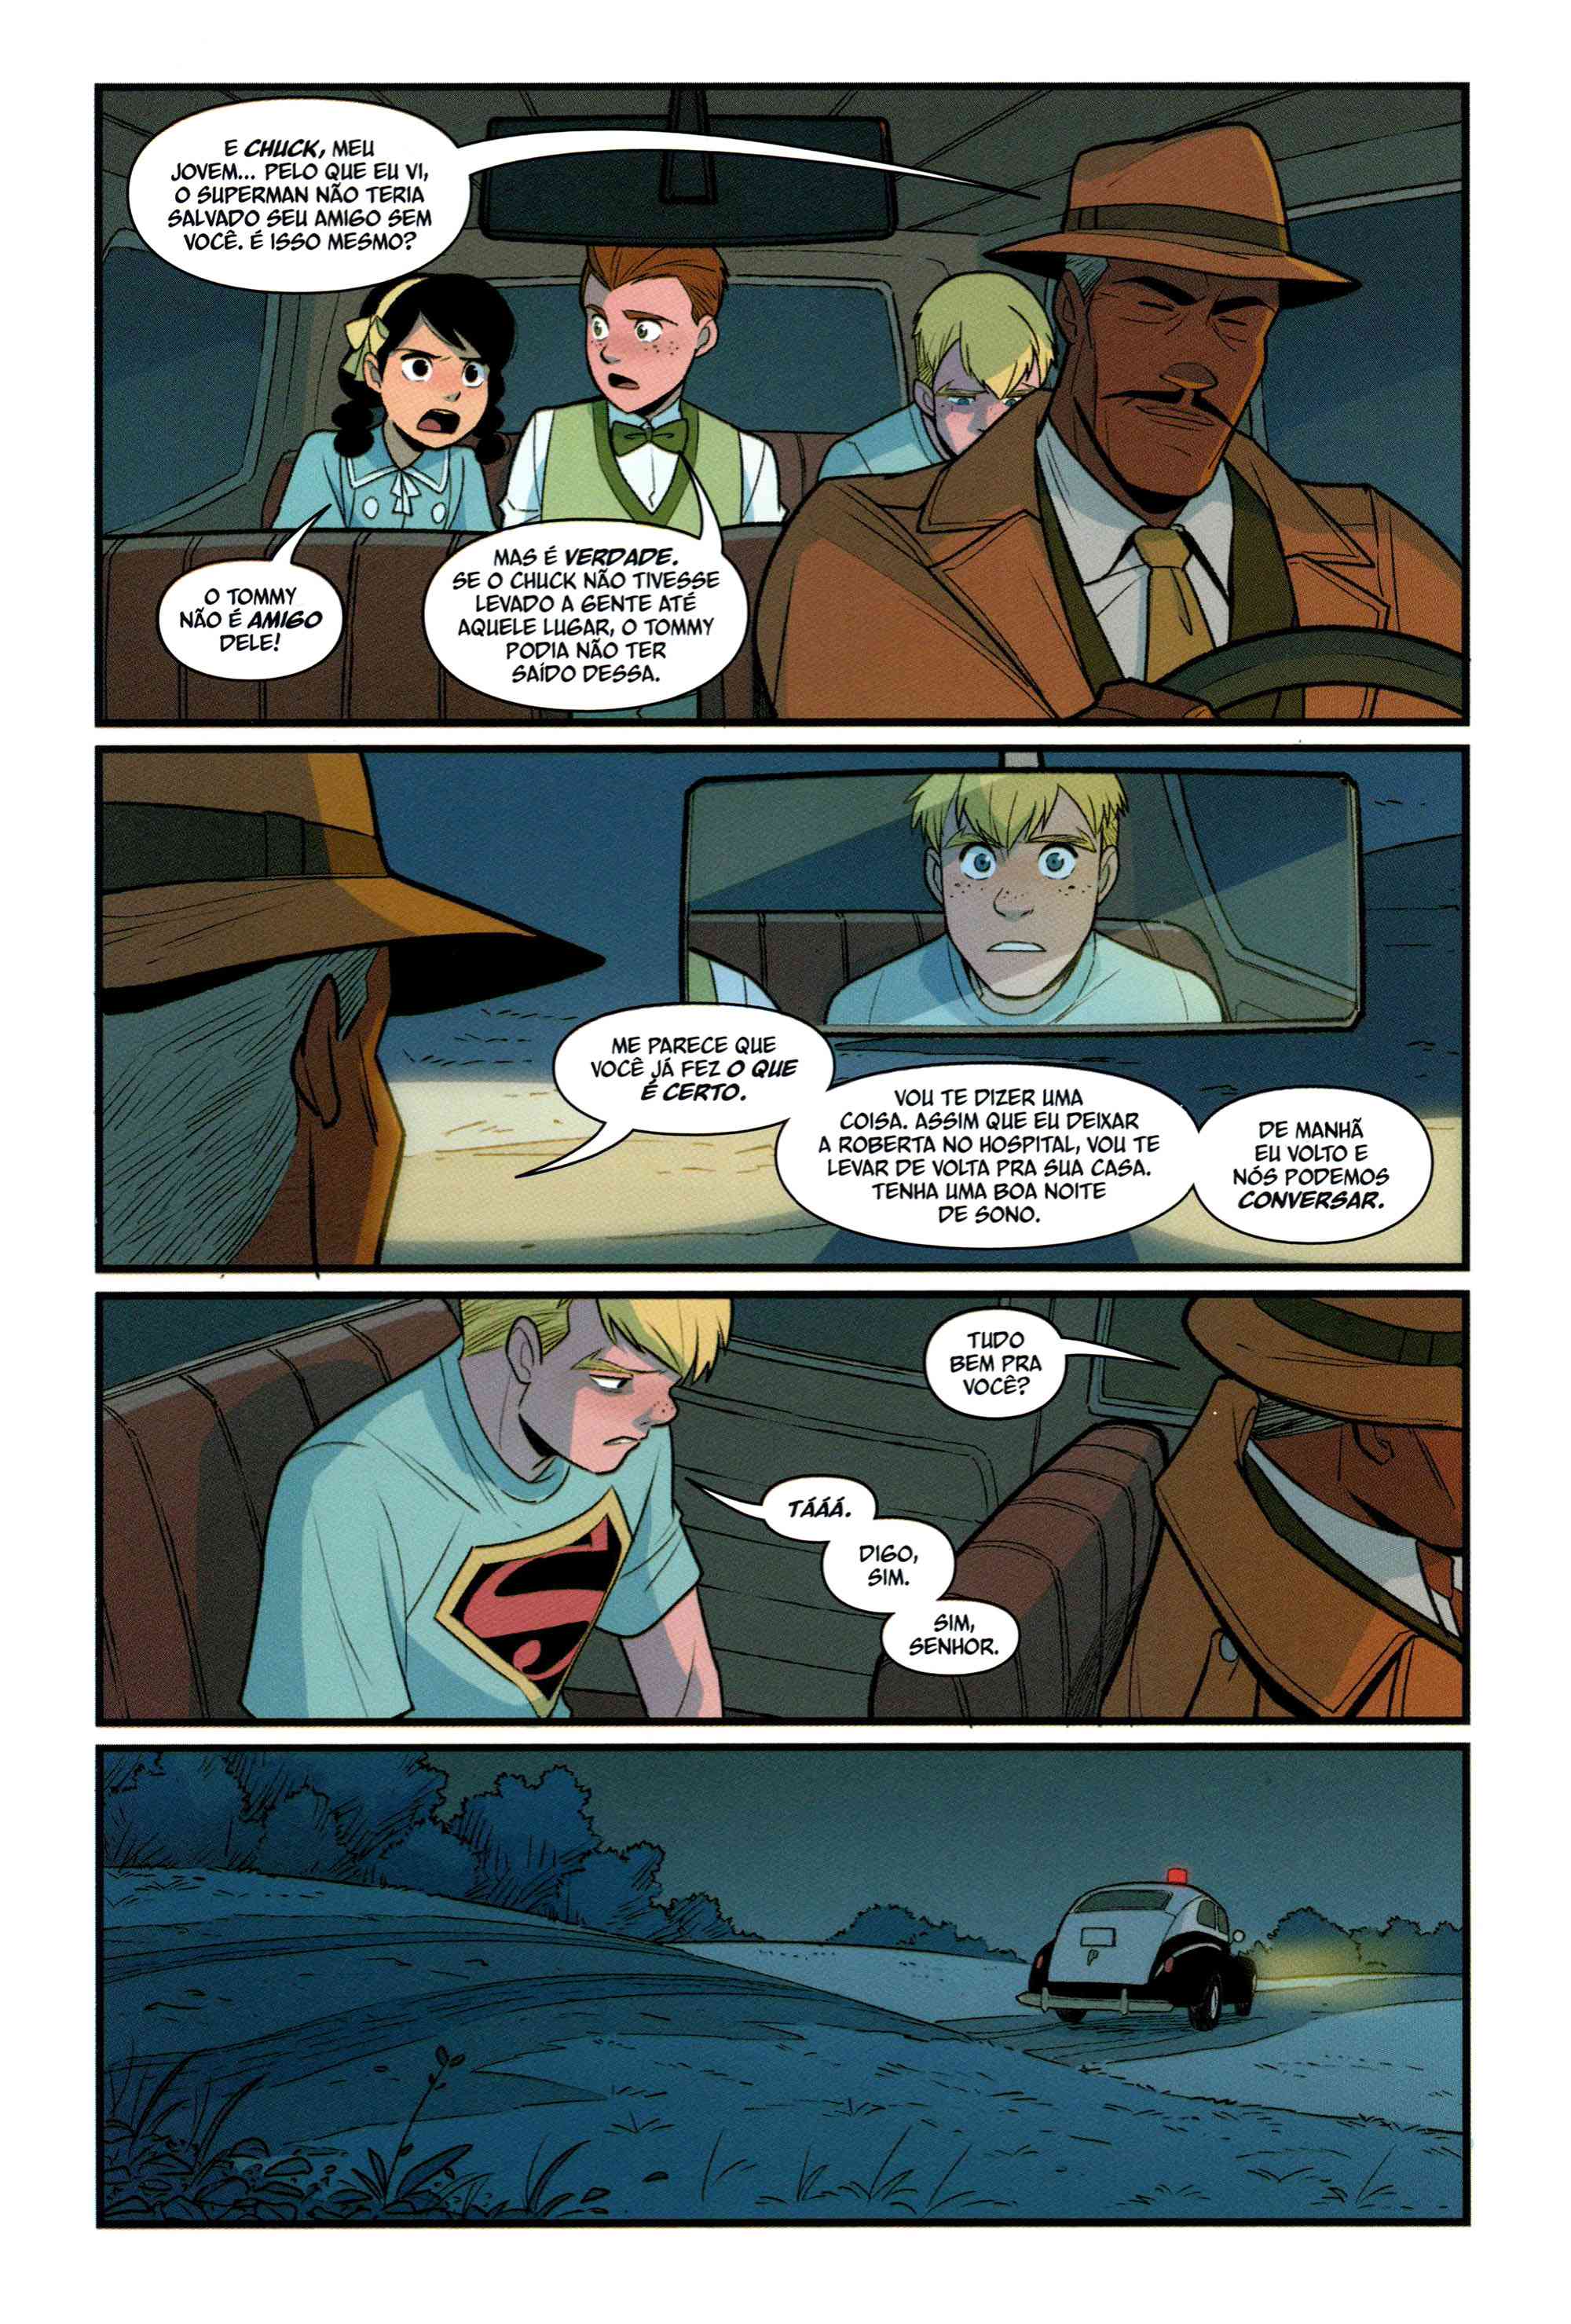 E CHUCK, MEU
JOVEM... PELO QUE EU VI,
O SUPERMAN NÃO TERIA
SALVADO SEU AMIGO SEM
VOCÊ. É ISSO MESMO?
O TOMMY
NÃO É AMIGO
DELE!
MAS É VERDADE.
SE O CHUCK NÃO TIVESSE
LEVADO A GENTE ATÉ
AQUELE LUGAR, O TOMMY
PODIA NÃO TER
SAÍDO DESSA.
ME PARECE QUE
VOCÊ JÁ FEZ O QUE
É CERTO.
VOU TE DIZER UMA
COISA. ASSIM QUE EU DEIXAR
A ROBERTA NO HOSPITAL, VOU TE
LEVAR DE VOLTA PRA SUA CASA.
TENHA UMA BOA NOITE
DE SONO.
DE MANHÃ
EU VOLTO E
NÓS PODEMOS
CONVERSAR.
TUDO
BEM PRA
VOCÊ?
TÁÁÁ.
DIGO,
SIM.
SIM,
SENHOR.
S
P